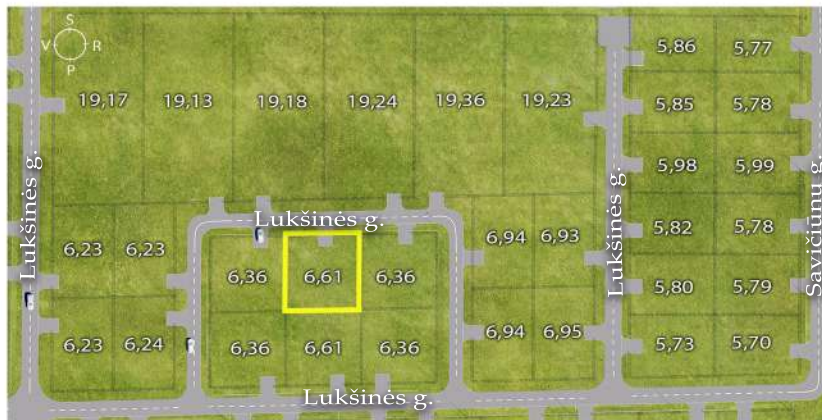 S
V R
P
5,86 5,77
19,17 19,13 19,18 19,24 19,36 19,23
5,85 5,78
5,98 5,99
Lukšinės g.
Lukšinės g.
Lukšinės g.
Savičiūnų g.
6,23 6,23
6,94 6,93
5,82 5,78
6,36 6,61 6,36
5,80 5,79
6,23 6,24
6,36 6,61 6,36
6,94 6,95
5,73 5,70
Lukšinės g.